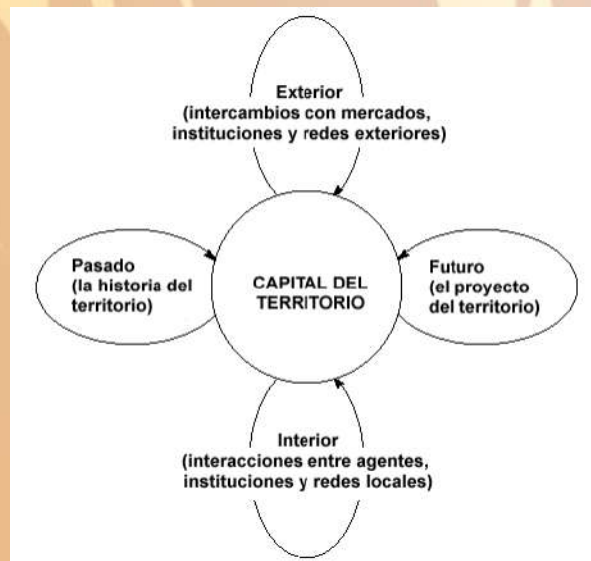 Exterior
(intercambios con mercados,
instituciones y redes exteriores)
Pasado
(la historia del
territorio)
CAPITAL DEL
TERRITORIO
Futuro
(el proyecto
del territorio)
Interior
(interacciones entre agentes,
instituciones y redes locales)